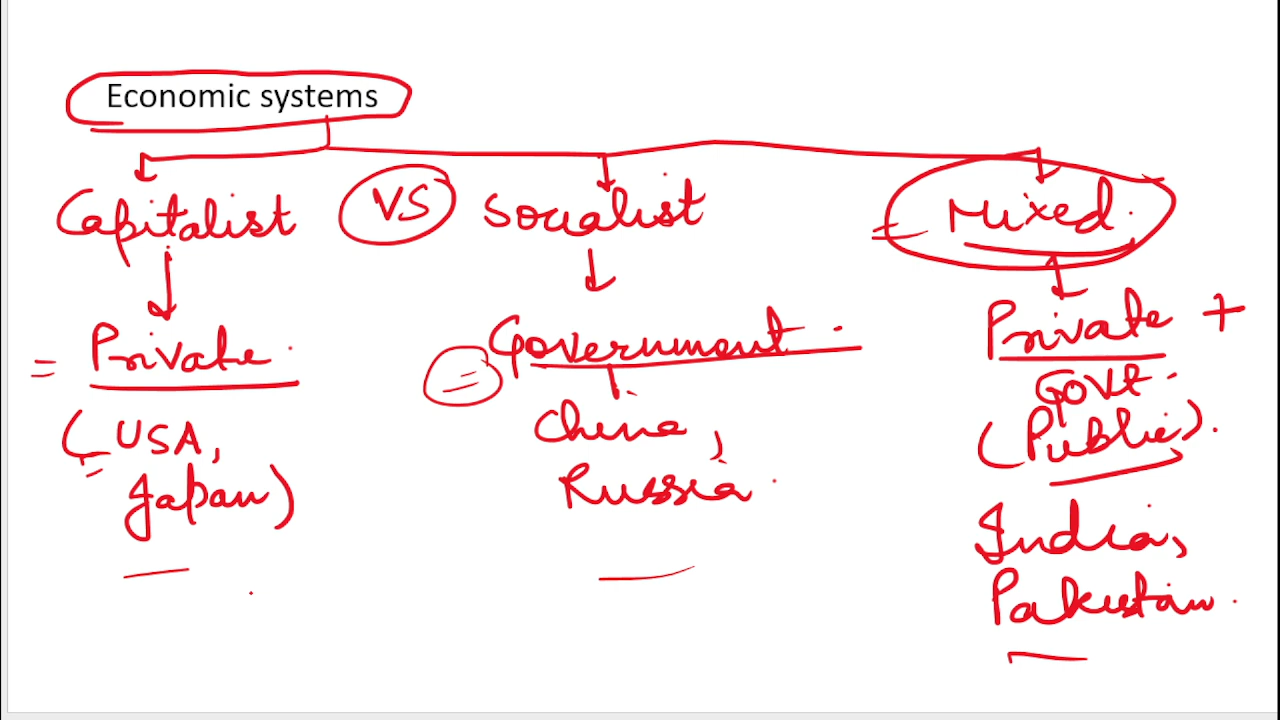 Economic systems
Capitalist VS Socialist Mixed.
Private. Government. Private +
Govt.
(Public).
(USA,
Japan)
China,
Russia.
India,
Pakistan.